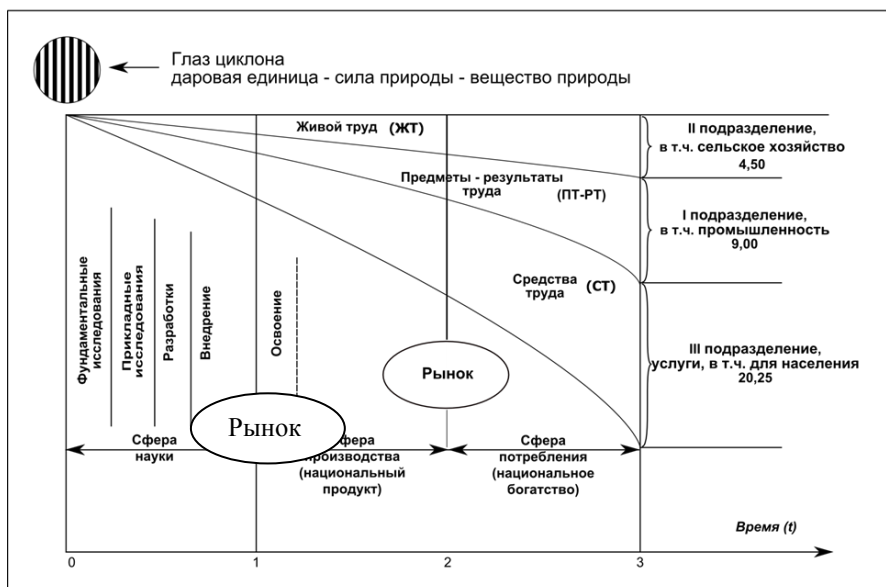 Глаз циклона
даровая единица - сила природы - вещество природы
Живой труд (ЖТ)
Предметы - результаты
труда (ПТ-РТ)
Средства
труда (СТ)
II подразделение,
в т.ч. сельское хозяйство
4,50
I подразделение,
в т.ч. промышленность
9,00
III подразделение,
услуги, в т.ч. для населения
20,25
Фундаментальные
исследования
Прикладные
исследования
Разработки
Внедрение
Освоение
Рынок
Рынок
Сфера
науки
(национальный
продукт)
Сфера
потребления
(национальное
богатство)
Время (t)
0
1
2
3